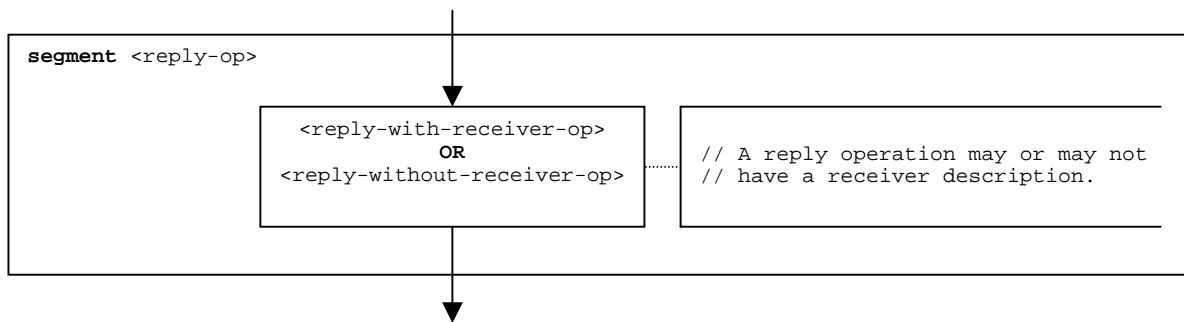 segment <reply-op>
<reply-with-receiver-op>
OR
<reply-without-receiver-op>
// A reply operation may or may not
// have a receiver description.